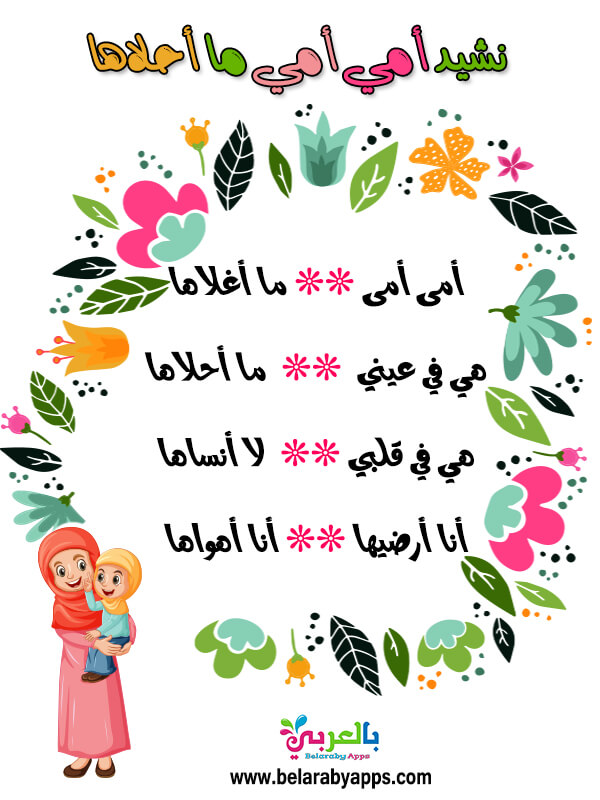 نشيد أمي أمي ما أحلاها
أمى أمى ** ما أغلاها
هي في عيني ** ما أحلاها
هي في قلبي ** لا أنساها
أنا أرضيها ** أنا أهواها
بالعربي
Belaraby Apps
www.belarabyapps.com